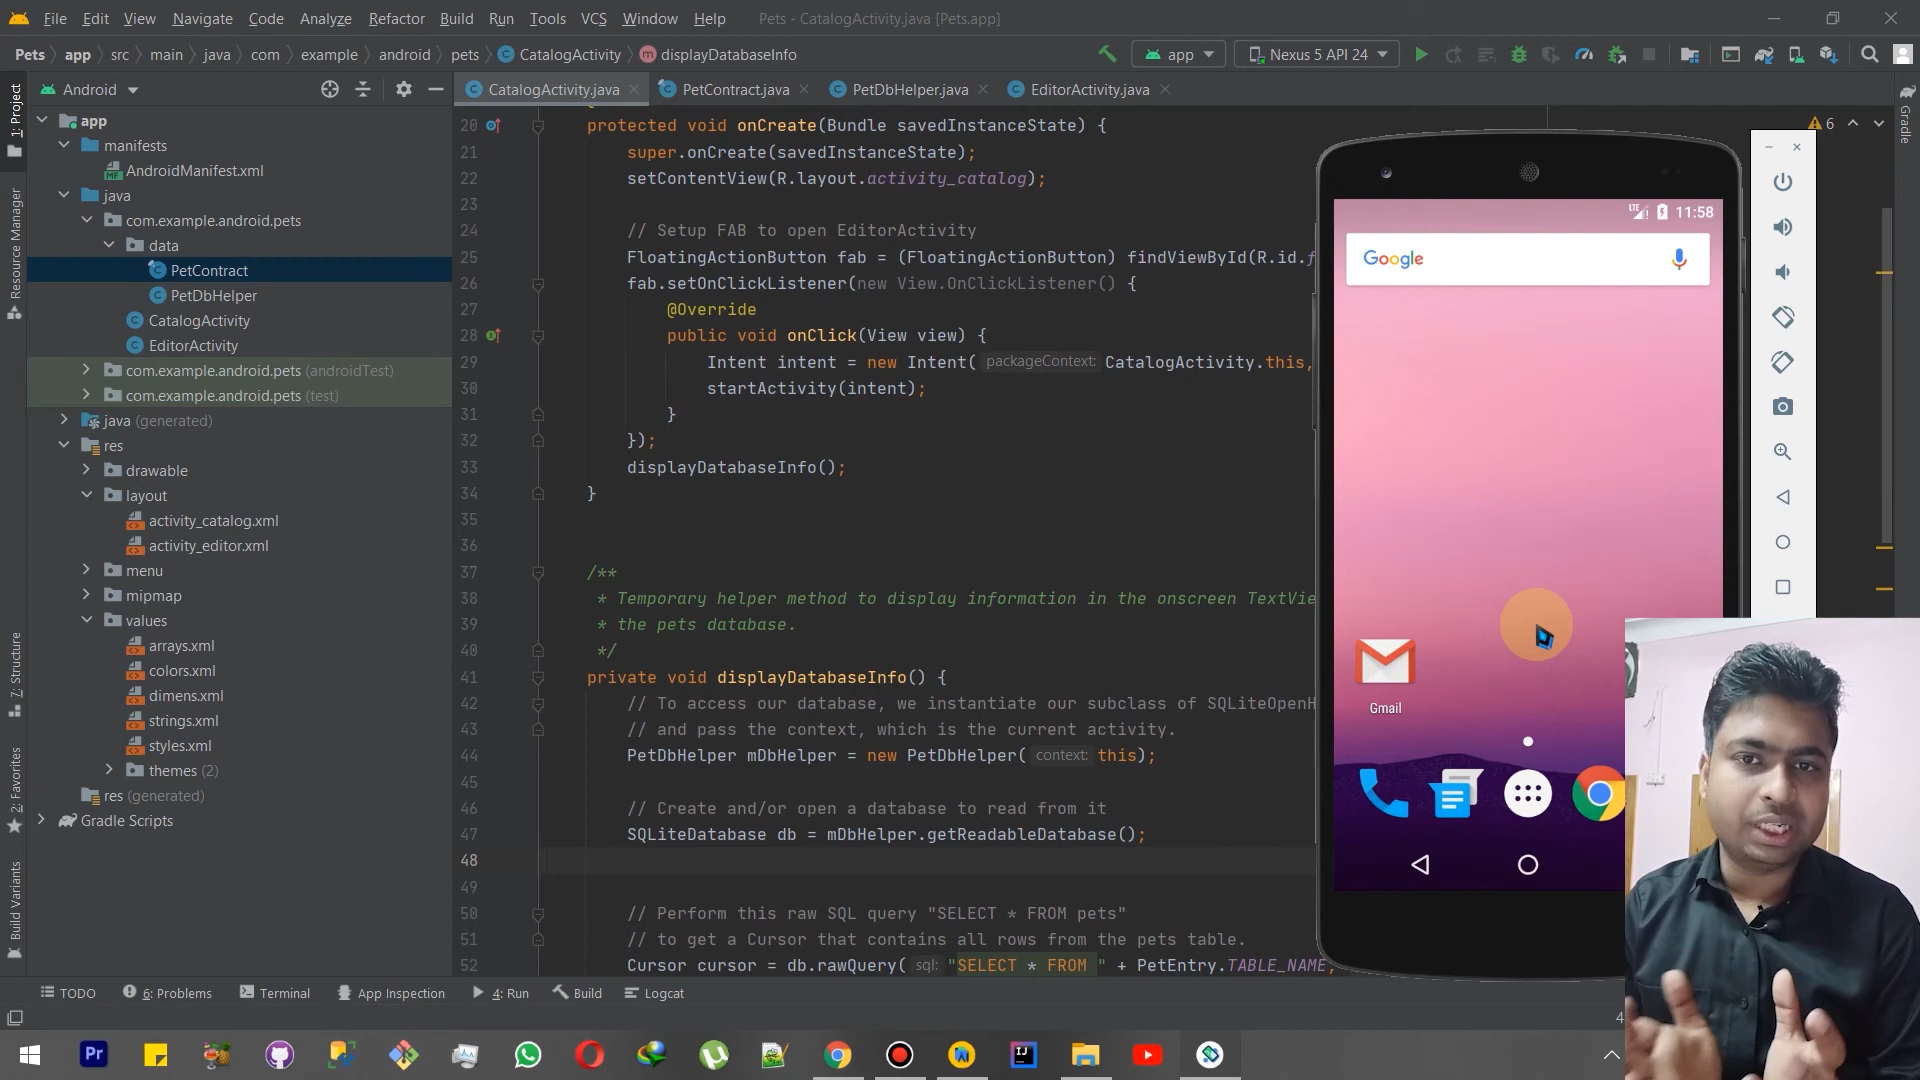 File Edit View Navigate Code Analyze Refactor Build Run Tools VCS Window Help Pets - CatalogActivity.java [Pets.app]
Pets app src main java com example android pets CatalogActivity displayDatabaseInfo app Nexus 5 API 24
Android CatalogActivity.java PetContract.java PetDbHelper.java EditorActivity.java
1: Project
Resource Manager
7: Structure
2: Favorites
Build Variants
Gradle
app
manifests
AndroidManifest.xml
java
com.example.android.pets
data
PetContract
PetDbHelper
CatalogActivity
EditorActivity
com.example.android.pets (androidTest)
com.example.android.pets (test)
java (generated)
res
drawable
layout
activity_catalog.xml
activity_editor.xml
menu
mipmap
values
arrays.xml
colors.xml
dimens.xml
strings.xml
styles.xml
themes (2)
res (generated)
Gradle Scripts
6
20 protected void onCreate(Bundle savedInstanceState) {
21 super.onCreate(savedInstanceState);
22 setContentView(R.layout.activity_catalog);
23
24 // Setup FAB to open EditorActivity
25 FloatingActionButton fab = (FloatingActionButton) findViewById(R.id.f
26 fab.setOnClickListener(new View.OnClickListener() {
27 @Override
28 public void onClick(View view) {
29 Intent intent = new Intent( packageContext: CatalogActivity.this,
30 startActivity(intent);
31 }
32 });
33 displayDatabaseInfo();
34 }
35
36
37 /**
38 * Temporary helper method to display information in the onscreen TextVie
39 * the pets database.
40 */
41 private void displayDatabaseInfo() {
42 // To access our database, we instantiate our subclass of SQLiteOpenH
43 // and pass the context, which is the current activity.
44 PetDbHelper mDbHelper = new PetDbHelper( context: this);
45
46 // Create and/or open a database to read from it
47 SQLiteDatabase db = mDbHelper.getReadableDatabase();
48
49
50 // Perform this raw SQL query "SELECT * FROM pets"
51 // to get a Cursor that contains all rows from the pets table.
52 Cursor cursor = db.rawQuery( sql: "SELECT * FROM " + PetEntry.TABLE_NAME,
LTE 11:58
Google
Gmail
TODO 6: Problems Terminal App Inspection 4: Run Build Logcat
4
Pr
IJ